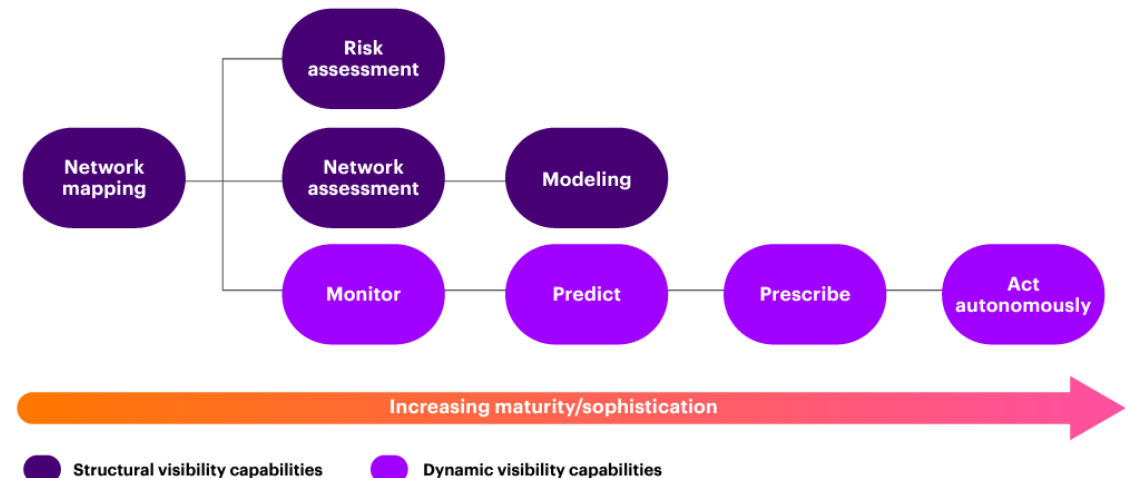 Risk
assessment
Network
mapping
Network
assessment
Modeling
Monitor
Predict
Prescribe
Act
autonomously
Increasing maturity/sophistication
Structural visibility capabilities
Dynamic visibility capabilities